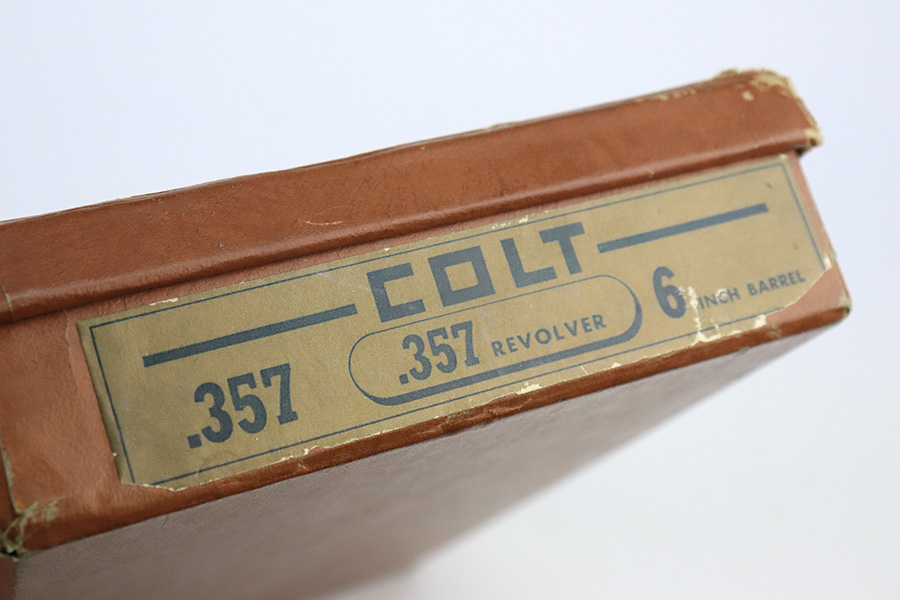 COLT
.357
.357 REVOLVER
6 INCH BARREL